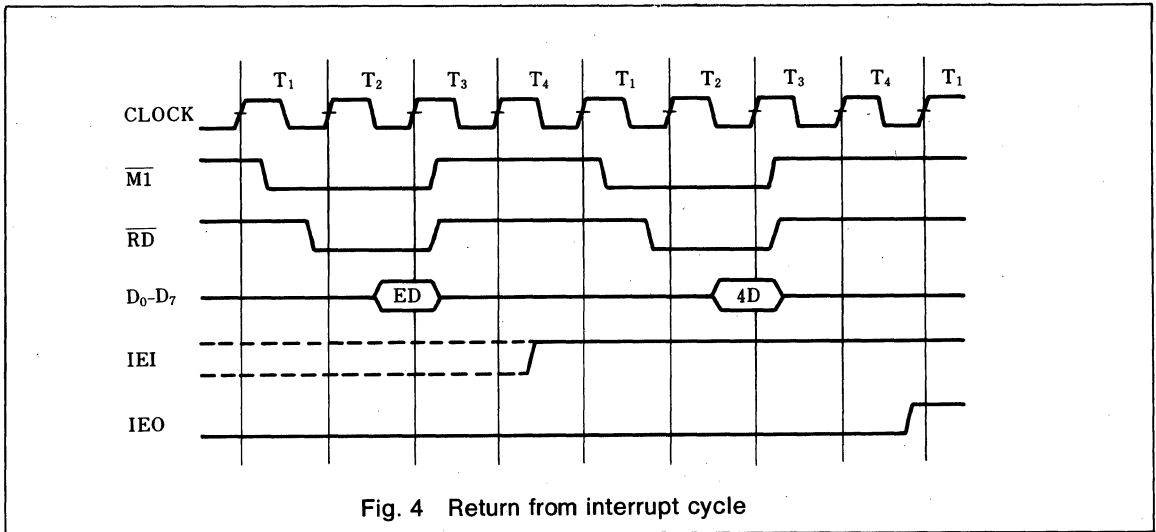 T₁ T₂ T₃ T₄ T₁ T₂ T₃ T₄ T₁
CLOCK
M1
RD
D₀-D₇ ED 4D
IEI
IEO
Fig. 4 Return from interrupt cycle